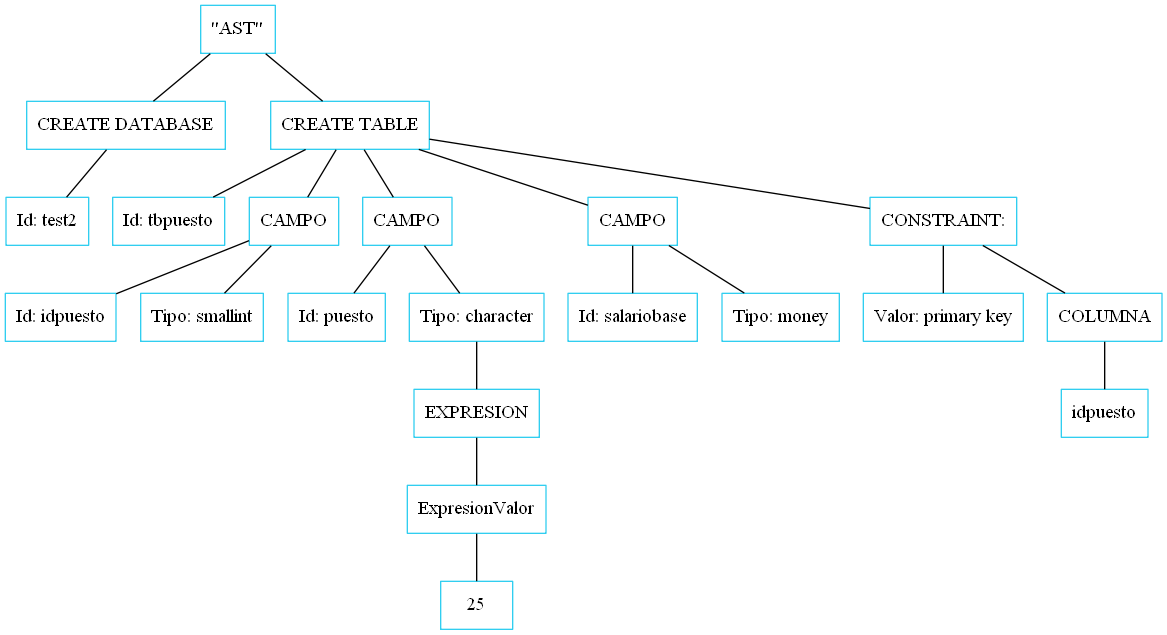 "AST"
CREATE DATABASE
CREATE TABLE
Id: test2
Id: tbpuesto
CAMPO
CAMPO
CAMPO
CONSTRAINT:
Id: idpuesto
Tipo: smallint
Id: puesto
Tipo: character
Id: salariobase
Tipo: money
Valor: primary key
COLUMNA
EXPRESION
idpuesto
ExpresionValor
25